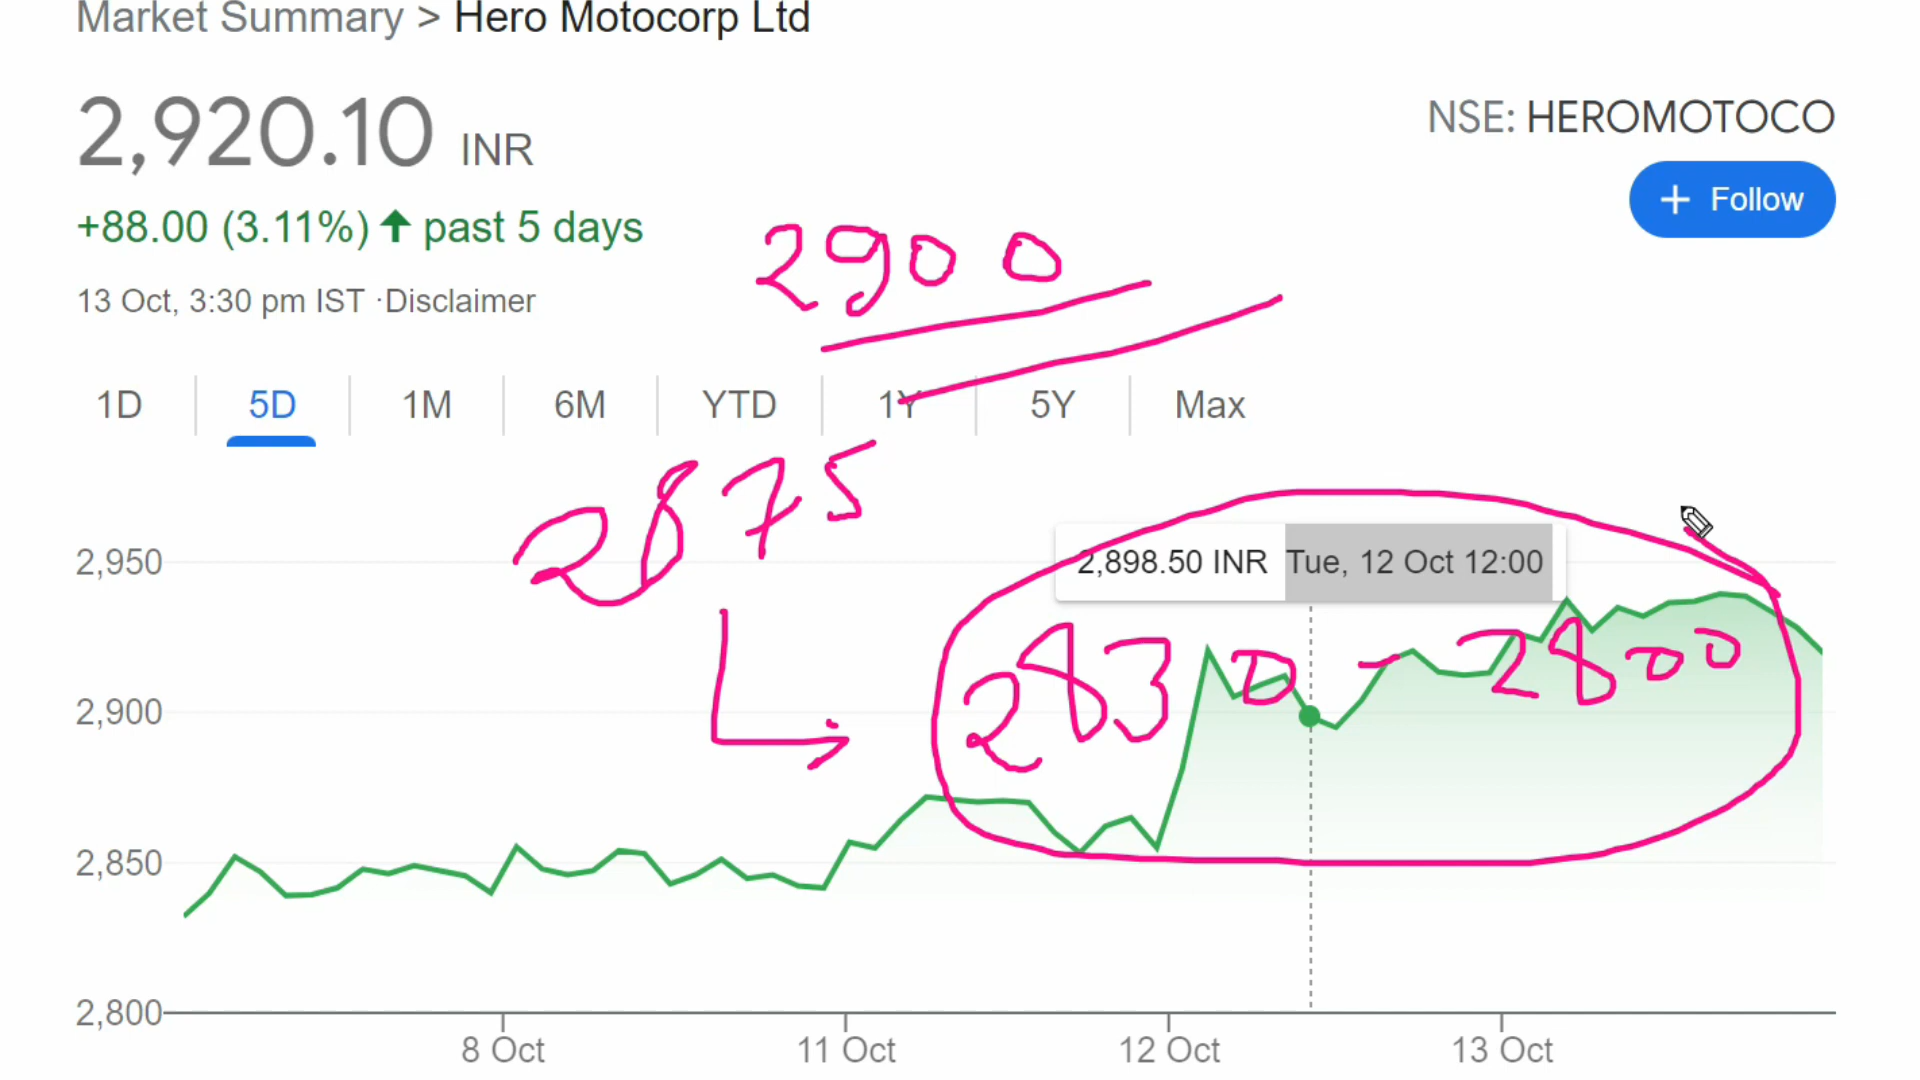 Market Summary > Hero Motocorp Ltd
2,920.10 INR
NSE: HEROMOTOCO
+ Follow
+88.00 (3.11%) ↑ past 5 days
2900
13 Oct, 3:30 pm IST · Disclaimer
1D 5D 1M 6M YTD 1Y 5Y Max
2875
2,898.50 INR Tue, 12 Oct 12:00
2830 - 2800
2,950
2,900
2,850
2,800
8 Oct 11 Oct 12 Oct 13 Oct